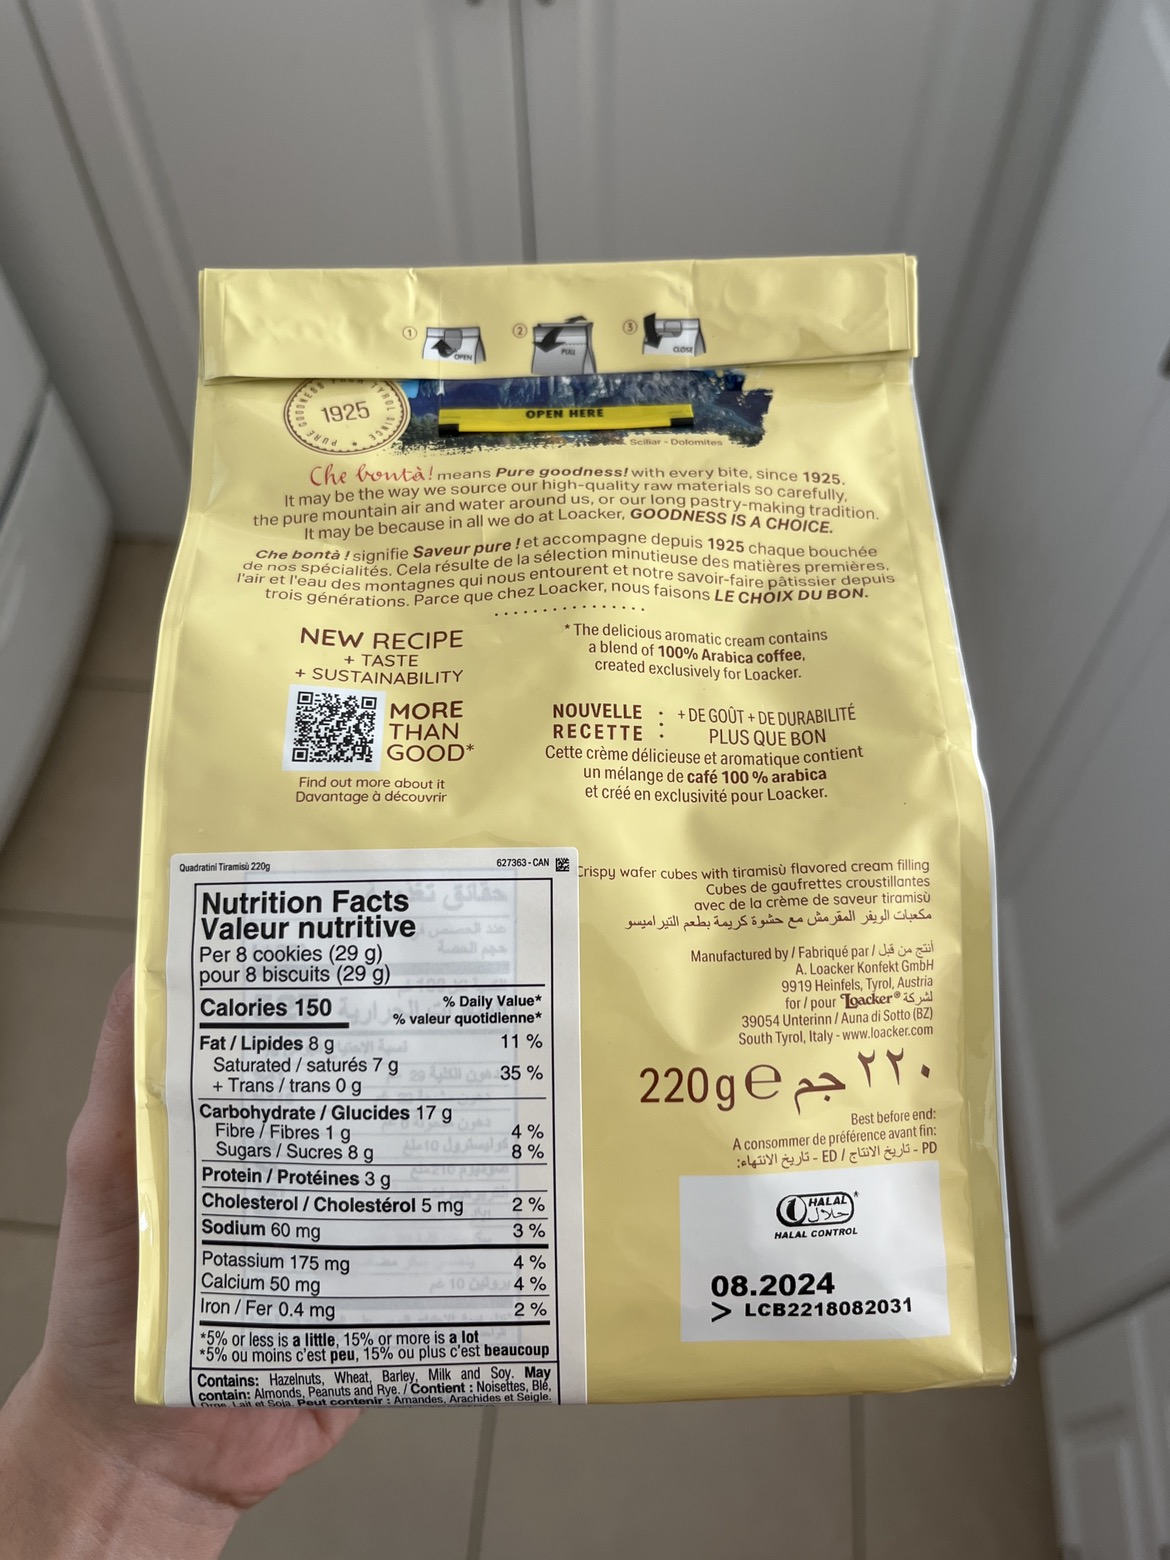 1
OPEN
2
PULL
3
CLOSE
PURE GOODNESS TYROL SINCE
1925
OPEN HERE
Sciliar - Dolomites
Che bontà! means Pure goodness! with every bite, since 1925.
It may be the way we source our high-quality raw materials so carefully,
the pure mountain air and water around us, or our long pastry-making tradition.
It may be because in all we do at Loacker, GOODNESS IS A CHOICE.
Che bontà ! signifie Saveur pure ! et accompagne depuis 1925 chaque bouchée
de nos spécialités. Cela résulte de la sélection minutieuse des matières premières,
l'air et l'eau des montagnes qui nous entourent et notre savoir-faire pâtissier depuis
trois générations. Parce que chez Loacker, nous faisons LE CHOIX DU BON.
NEW RECIPE
+ TASTE
+ SUSTAINABILITY
MORE
THAN
GOOD*
Find out more about it
Davantage à découvrir
* The delicious aromatic cream contains
a blend of 100% Arabica coffee,
created exclusively for Loacker.
NOUVELLE : + DE GOÛT + DE DURABILITÉ
RECETTE : PLUS QUE BON
Cette crème délicieuse et aromatique contient
un mélange de café 100 % arabica
et créé en exclusivité pour Loacker.
Quadratini Tiramisù 220g
627363 - CAN
Nutrition Facts
Valeur nutritive
Per 8 cookies (29 g)
pour 8 biscuits (29 g)
Calories 150
% Daily Value*
% valeur quotidienne*
Fat / Lipides 8 g 11 %
Saturated / saturés 7 g
+ Trans / trans 0 g 35 %
Carbohydrate / Glucides 17 g
Fibre / Fibres 1 g 4 %
Sugars / Sucres 8 g 8 %
Protein / Protéines 3 g
Cholesterol / Cholestérol 5 mg 2 %
Sodium 60 mg 3 %
Potassium 175 mg 4 %
Calcium 50 mg 4 %
Iron / Fer 0.4 mg 2 %
*5% or less is a little, 15% or more is a lot
*5% ou moins c'est peu, 15% ou plus c'est beaucoup
Contains: Hazelnuts, Wheat, Barley, Milk and Soy. May
contain: Almonds, Peanuts and Rye. / Contient : Noisettes, Blé,
Orge, Lait et Soja. Peut contenir : Amandes, Arachides et Seigle.
Crispy wafer cubes with tiramisù flavored cream filling
Cubes de gaufrettes croustillantes
avec de la crème de saveur tiramisù
مكعبات الويفر المقرمش مع حشوة كريمة بطعم التيراميسو
Manufactured by / Fabriqué par / أنتج من قبل
A. Loacker Konfekt GmbH
9919 Heinfels, Tyrol, Austria
for / pour Loacker® لشركة
39054 Unterinn / Auna di Sotto (BZ)
South Tyrol, Italy - www.loacker.com
220g e ٢٢٠ جم
Best before end:
A consommer de préférence avant fin:
PD - تاريخ الانتاج / ED - تاريخ الانتهاء:
HALAL*
حلال
HALAL CONTROL
08.2024
> LCB2218082031